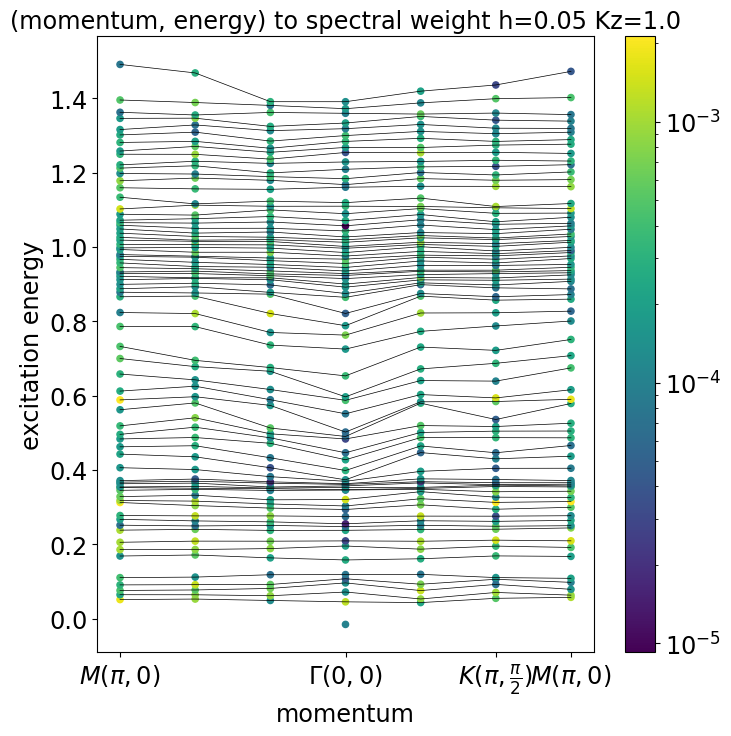 (momentum, energy) to spectral weight h=0.05 Kz=1.0
excitation energy
1.4
1.2
1.0
0.8
0.6
0.4
0.2
0.0
M(π, 0)
Γ(0, 0)
K(π, π/2)
M(π, 0)
momentum
10⁻³
10⁻⁴
10⁻⁵